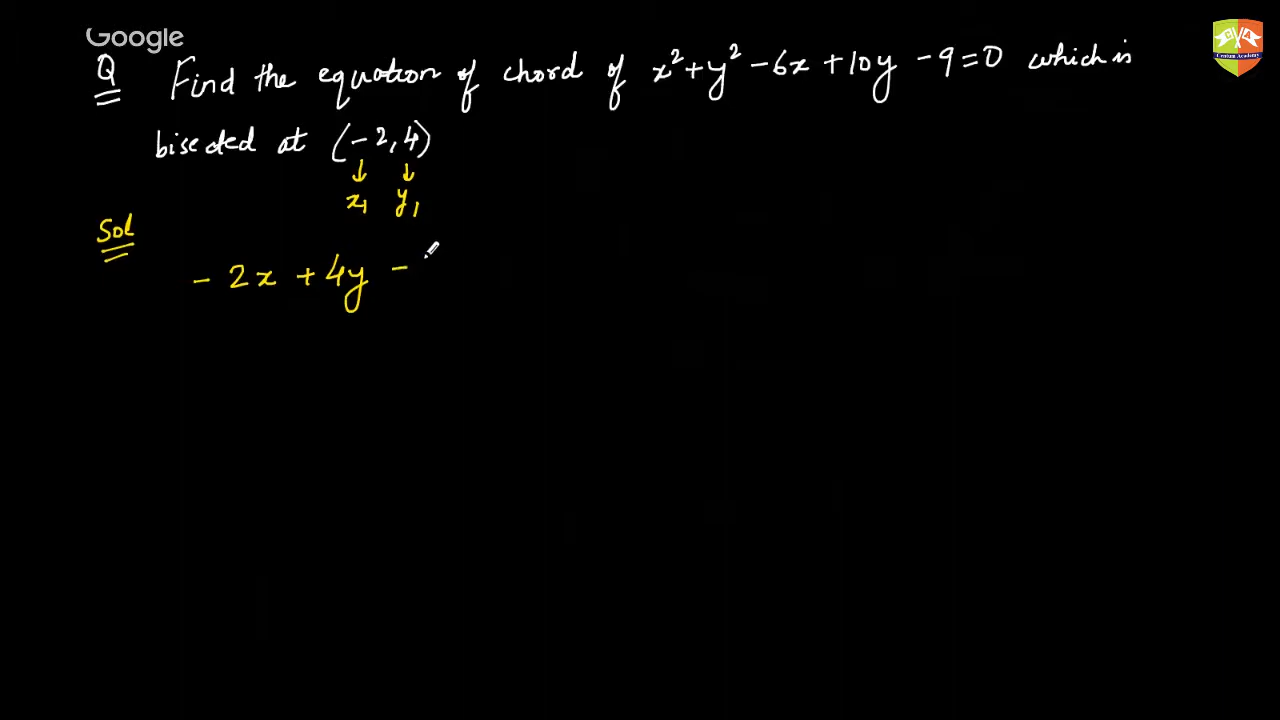 Google
Q Find the equation of chord of x²+y²-6x+10y-9=0 which is
bisected at (-2,4)
↓ ↓
x₁ y₁
Sol
-2x+4y-